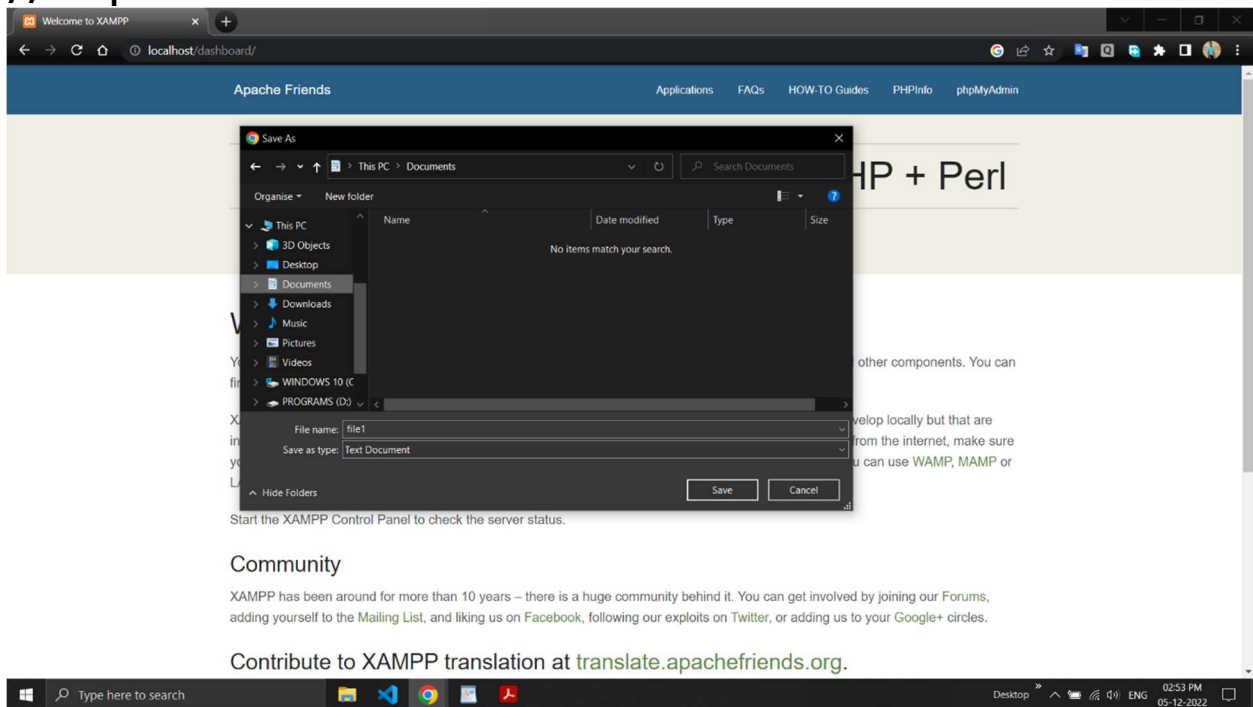 Welcome to XAMPP
localhost/dashboard/
Apache Friends
Applications
FAQs
HOW-TO Guides
PHPInfo
phpMyAdmin
HP + Perl
Save As
This PC > Documents
Search Documents
Organise
New folder
Name
Date modified
Type
Size
This PC
3D Objects
Desktop
Documents
Downloads
Music
Pictures
Videos
WINDOWS 10 (C
PROGRAMS (D:)
No items match your search.
File name: file1
Save as type: Text Document
Hide Folders
Save
Cancel
other components. You can
velop locally but that are
from the internet, make sure
u can use WAMP, MAMP or
Start the XAMPP Control Panel to check the server status.
Community
XAMPP has been around for more than 10 years – there is a huge community behind it. You can get involved by joining our Forums,
adding yourself to the Mailing List, and liking us on Facebook, following our exploits on Twitter, or adding us to your Google+ circles.
Contribute to XAMPP translation at translate.apachefriends.org.
Type here to search
Desktop
ENG
02:53 PM
05-12-2022